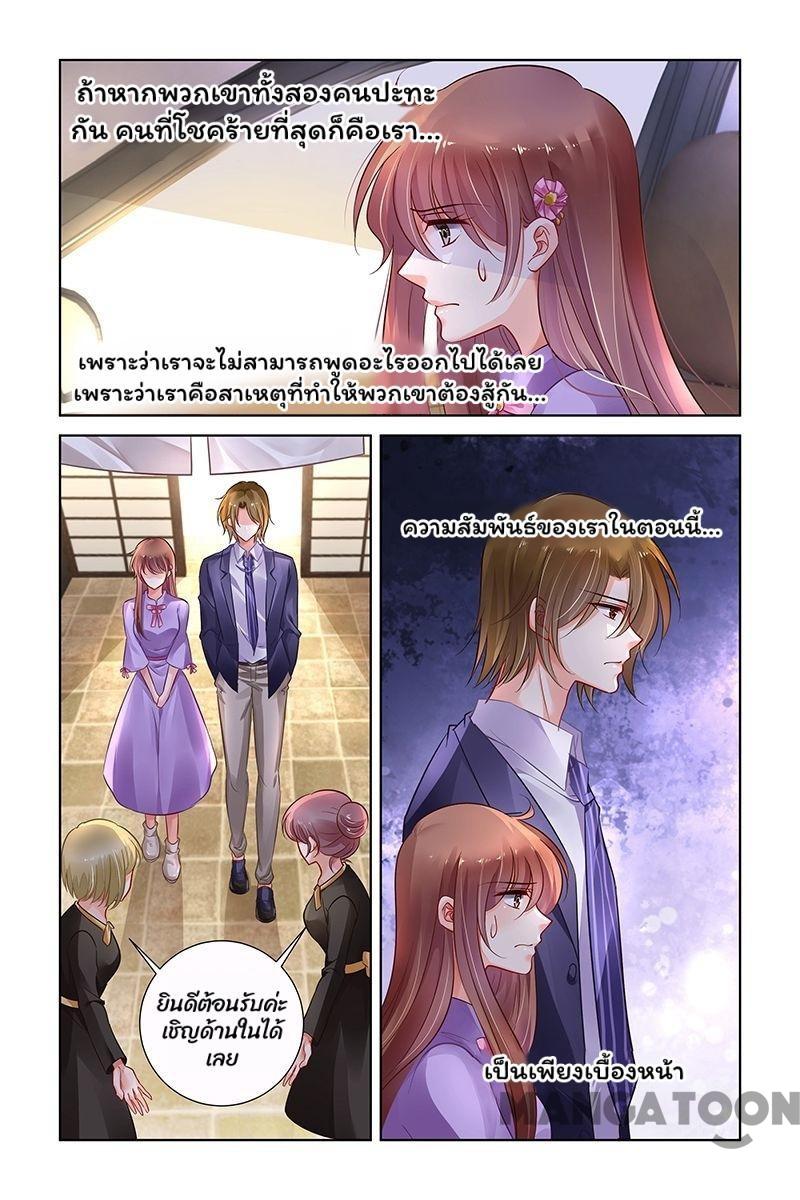 ถ้าหากพวกเขาทั้งสองคนปะทะ
กัน คนที่โชคร้ายที่สุดก็คือเรา...
เพราะว่าเราจะไม่สามารถพูดอะไรออกไปได้เลย
เพราะว่าเราคือสาเหตุที่ทำให้พวกเขาต้องสู้กัน...
ยินดีต้อนรับค่ะ
เชิญด้านในได้
เลย
ความสัมพันธ์ของเราในตอนนี้...
เป็นเพียงเบื้องหน้า
MANGATOON